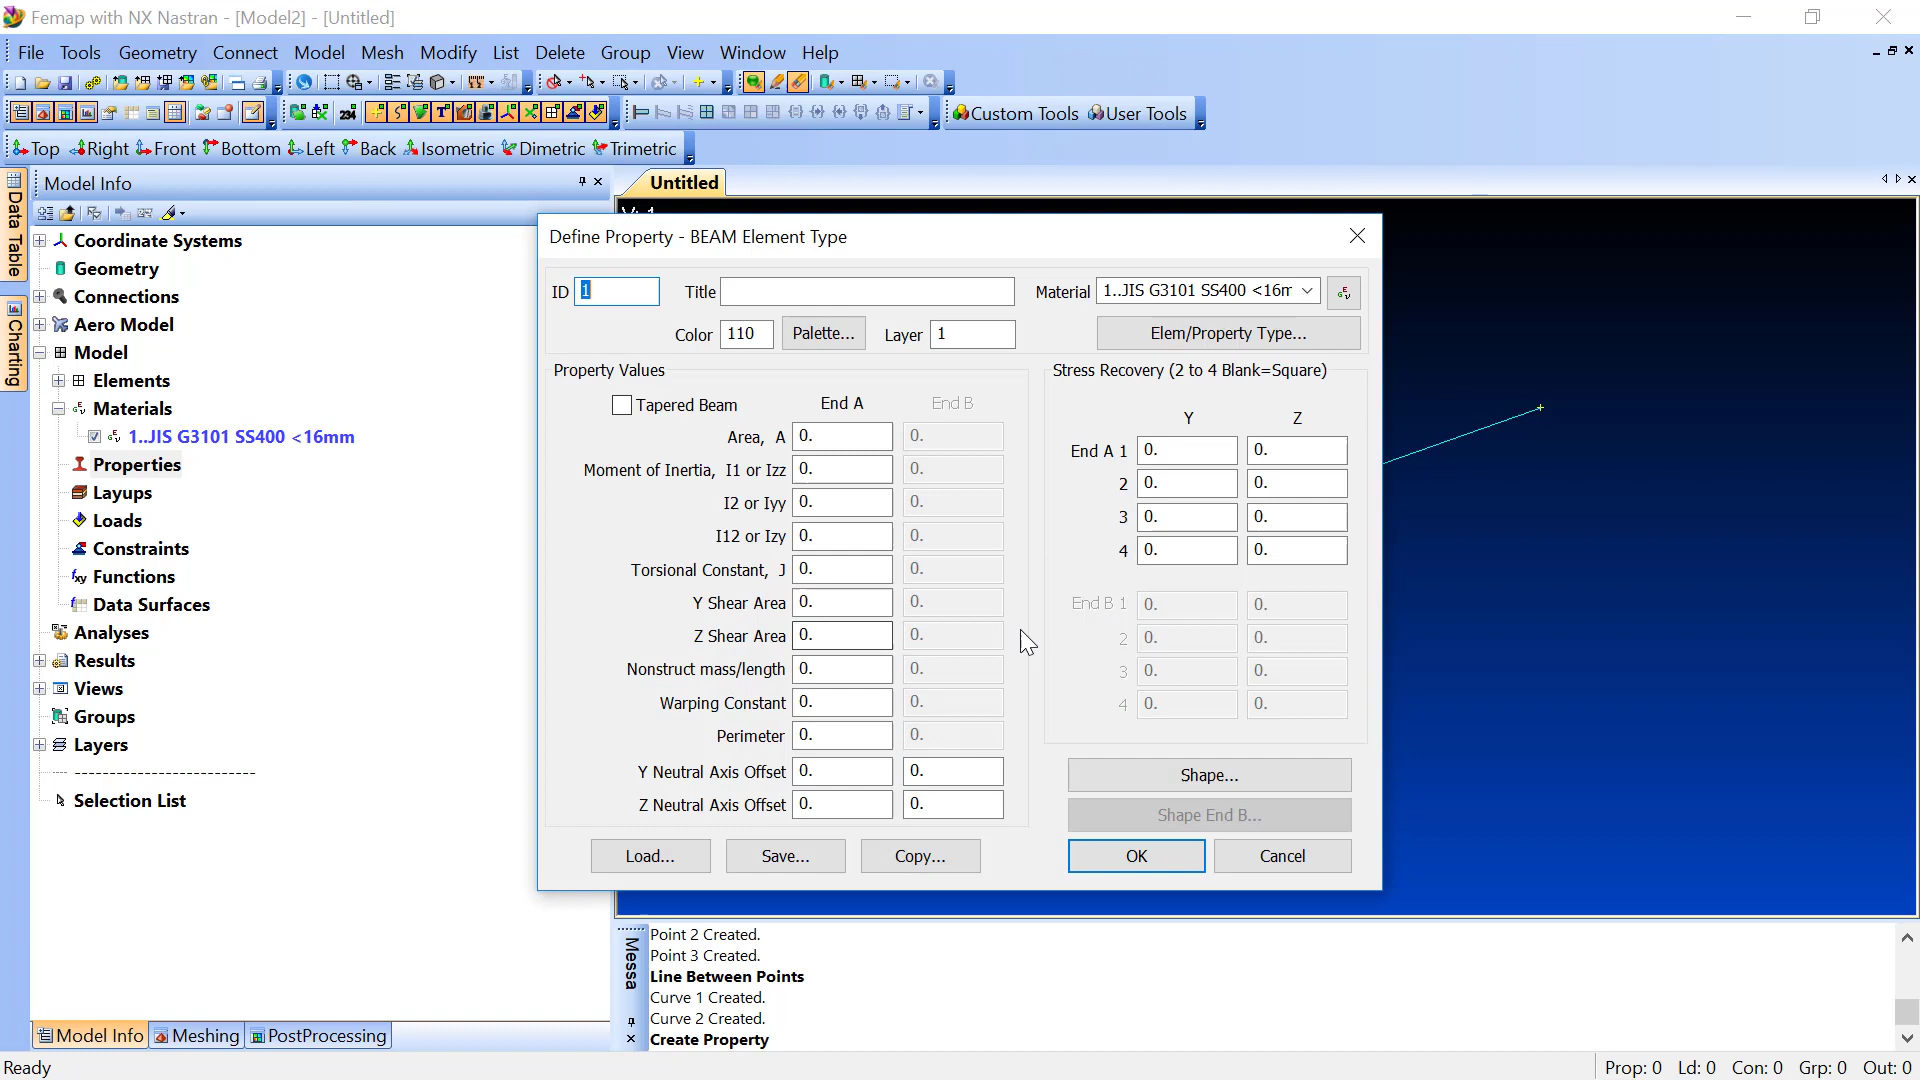 Femap with NX Nastran - [Model2] - [Untitled]
File Tools Geometry Connect Model Mesh Modify List Delete Group View Window Help
234 Custom Tools User Tools
Top Right Front Bottom Left Back Isometric Dimetric Trimetric
Data Table
Charting
Model Info
Coordinate Systems
Geometry
Connections
Aero Model
Model
Elements
Materials
1..JIS G3101 SS400 <16mm
Properties
Layups
Loads
Constraints
Functions
Data Surfaces
Analyses
Results
Views
Groups
Layers
--------------------------
Selection List
Model Info Meshing PostProcessing
Untitled
Define Property - BEAM Element Type
ID 1 Title Material 1..JIS G3101 SS400 <16m
Color 110 Palette... Layer 1 Elem/Property Type...
Property Values
Tapered Beam End A End B
Area, A 0. 0.
Moment of Inertia, I1 or Izz 0. 0.
I2 or Iyy 0. 0.
I12 or Izy 0. 0.
Torsional Constant, J 0. 0.
Y Shear Area 0. 0.
Z Shear Area 0. 0.
Nonstruct mass/length 0. 0.
Warping Constant 0. 0.
Perimeter 0. 0.
Y Neutral Axis Offset 0. 0.
Z Neutral Axis Offset 0. 0.
Stress Recovery (2 to 4 Blank=Square)
Y Z
End A 1 0. 0.
2 0. 0.
3 0. 0.
4 0. 0.
End B 1 0. 0.
2 0. 0.
3 0. 0.
4 0. 0.
Shape...
Shape End B...
Load... Save... Copy... OK Cancel
Messa
Point 2 Created.
Point 3 Created.
Line Between Points
Curve 1 Created.
Curve 2 Created.
Create Property
Ready Prop: 0 Ld: 0 Con: 0 Grp: 0 Out: 0